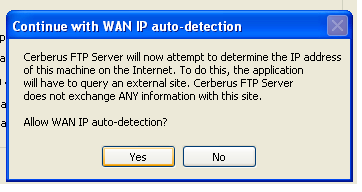 Continue with WAN IP auto-detection
Cerberus FTP Server will now attempt to determine the IP address
of this machine on the Internet. To do this, the application
will have to query an external site. Cerberus FTP Server
does not exchange ANY information with this site.
Allow WAN IP auto-detection?
Yes No